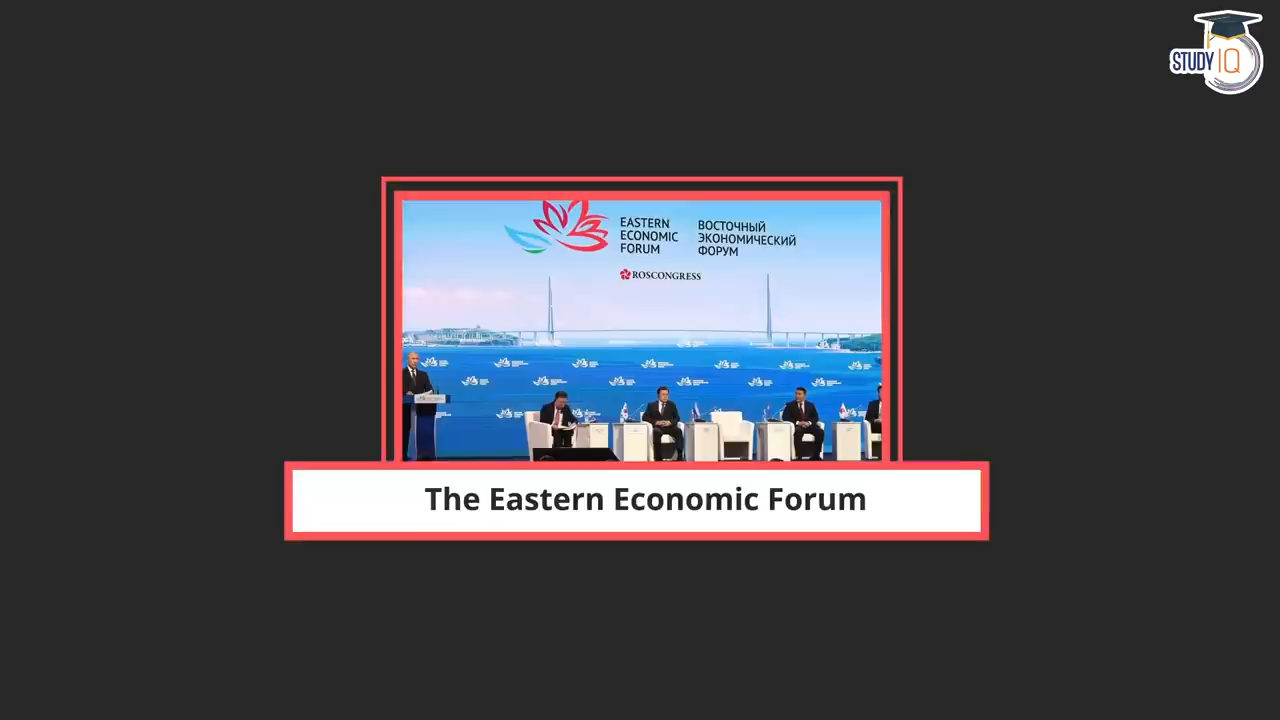 STUDY IQ
EASTERN
ECONOMIC
FORUM
ВОСТОЧНЫЙ
ЭКОНОМИЧЕСКИЙ
ФОРУМ
ROSCONGRESS
The Eastern Economic Forum